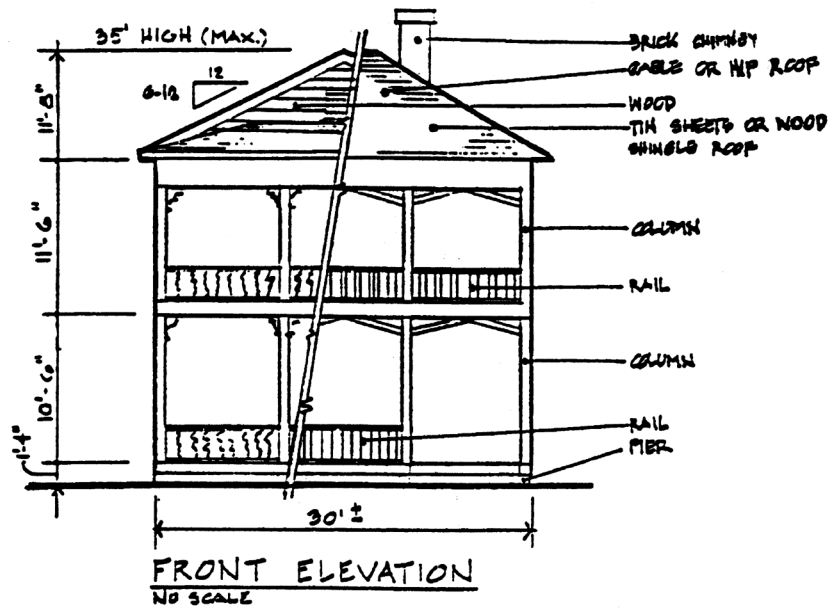 35' HIGH (MAX.)
BRICK CHIMNEY
GABLE OR HIP ROOF
12
6-12
WOOD
TIN SHEETS OR WOOD
SHINGLE ROOF
11'-8"
11'-6"
COLUMN
RAIL
COLUMN
10'-6"
RAIL
PIER
1'-4"
30' ±
FRONT ELEVATION
NO SCALE